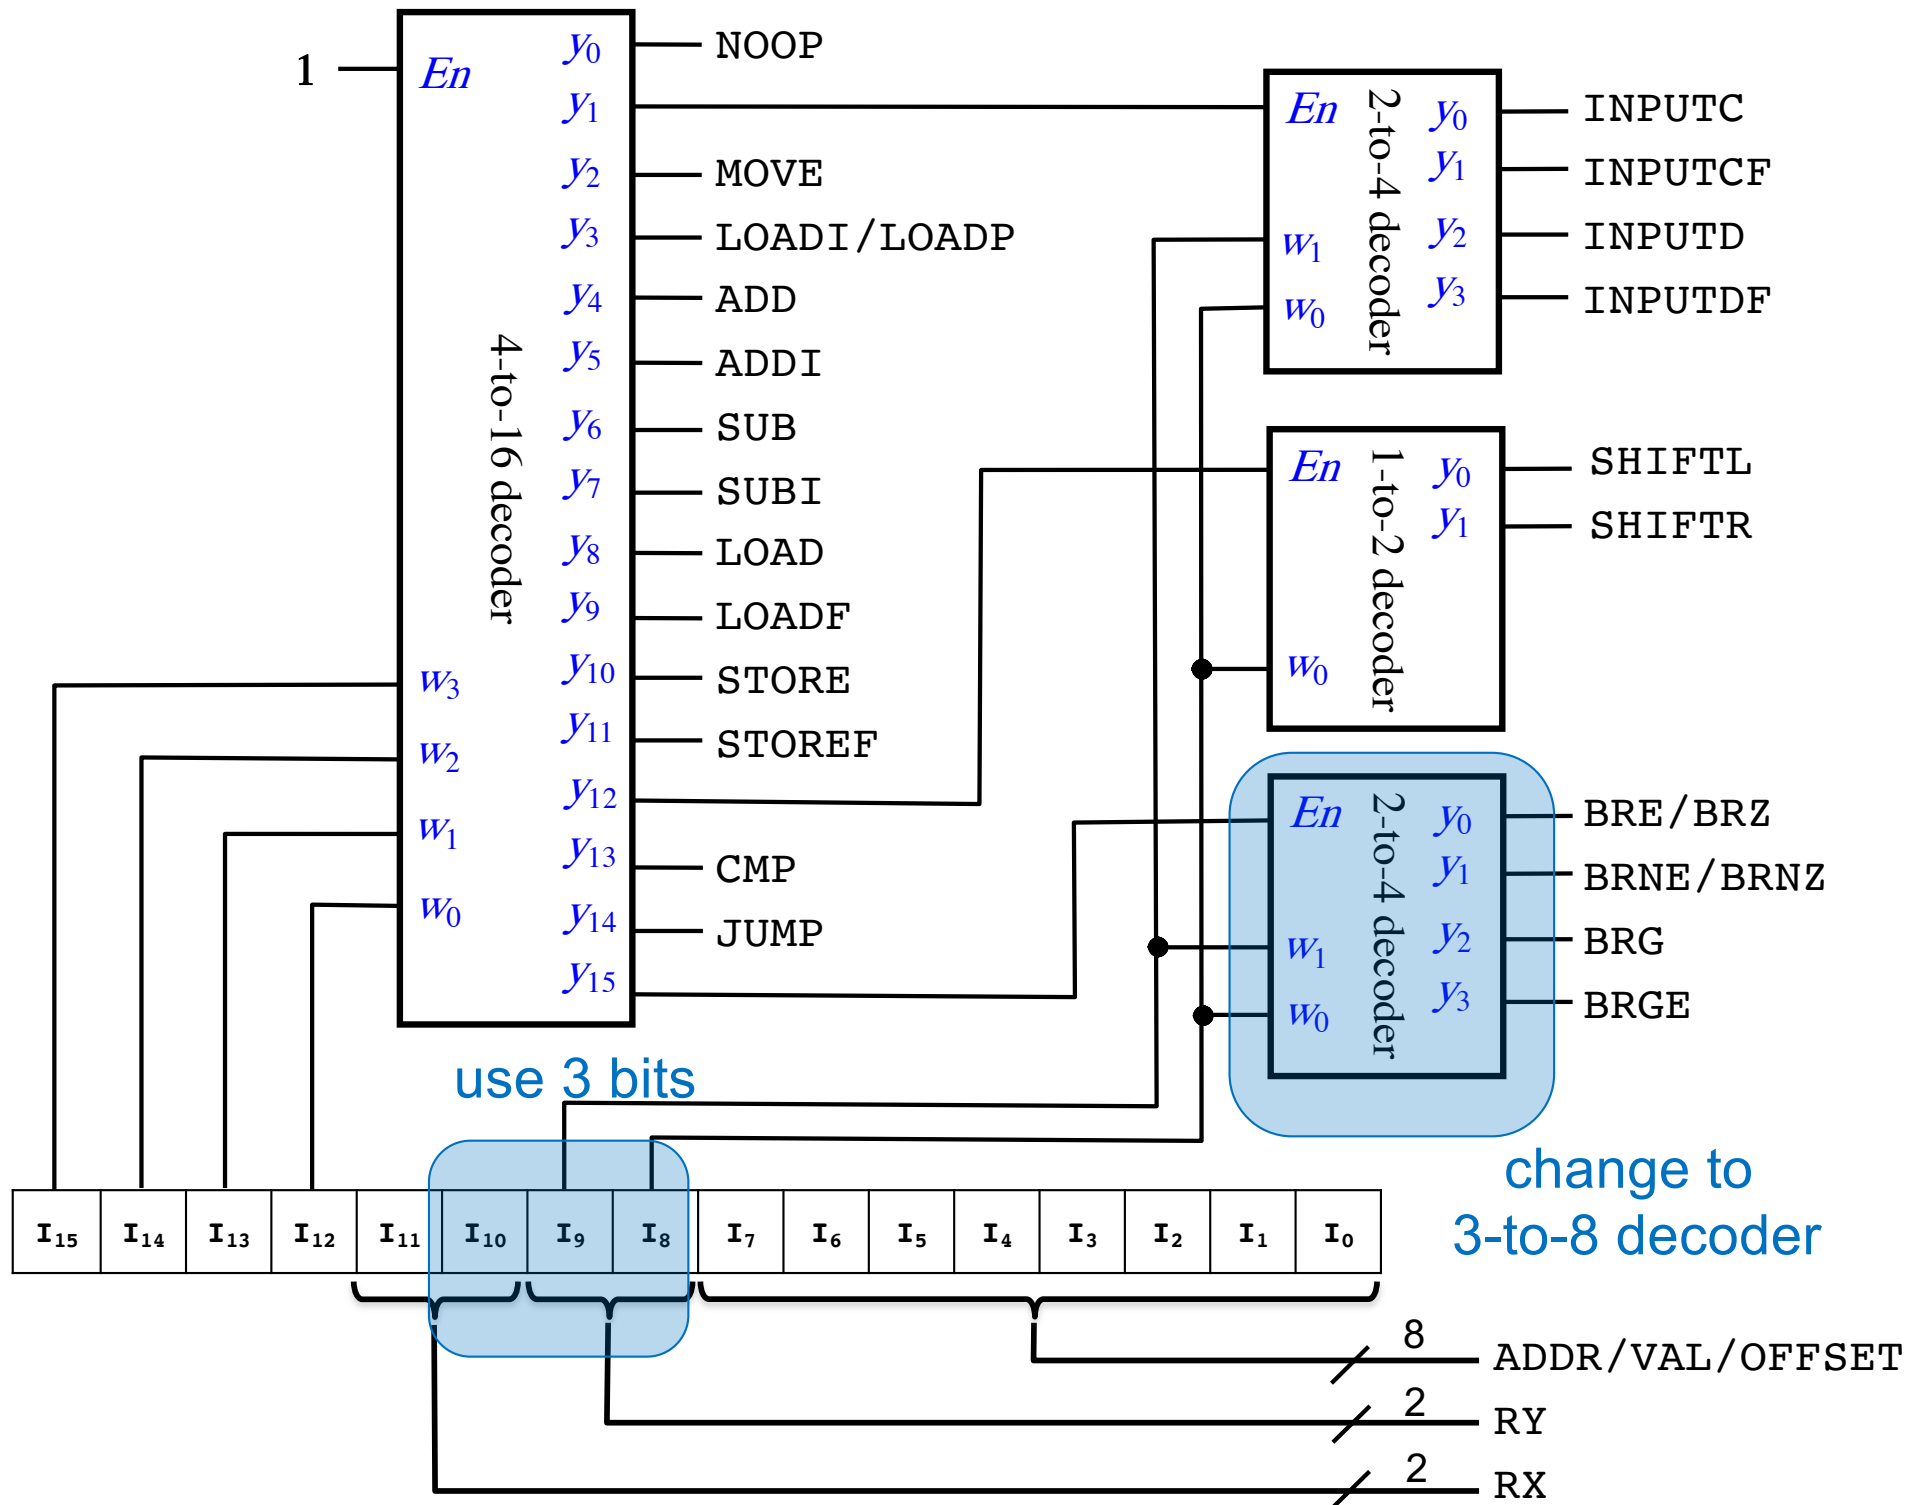 1
En
y0
y1
y2
y3
y4
y5
y6
y7
y8
y9
y10
y11
y12
y13
y14
y15
w3
w2
w1
w0
4-to-16 decoder
NOOP
MOVE
LOADI/LOADP
ADD
ADDI
SUB
SUBI
LOAD
LOADF
STORE
STOREF
CMP
JUMP
En
w1
w0
2-to-4 decoder
y0
y1
y2
y3
INPUTC
INPUTCF
INPUTD
INPUTDF
En
w0
1-to-2 decoder
y0
y1
SHIFTL
SHIFTR
En
w1
w0
2-to-4 decoder
y0
y1
y2
y3
BRE/BRZ
BRNE/BRNZ
BRG
BRGE
use 3 bits
change to
3-to-8 decoder
I15 I14 I13 I12 I11 I10 I9 I8 I7 I6 I5 I4 I3 I2 I1 I0
8
ADDR/VAL/OFFSET
2
RY
2
RX